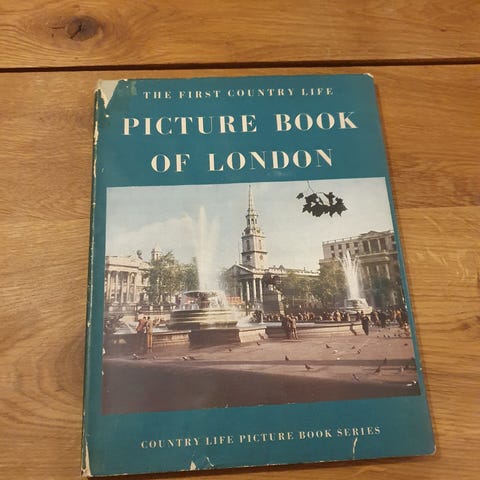 THE FIRST COUNTRY LIFE
PICTURE BOOK
OF LONDON
COUNTRY LIFE PICTURE BOOK SERIES